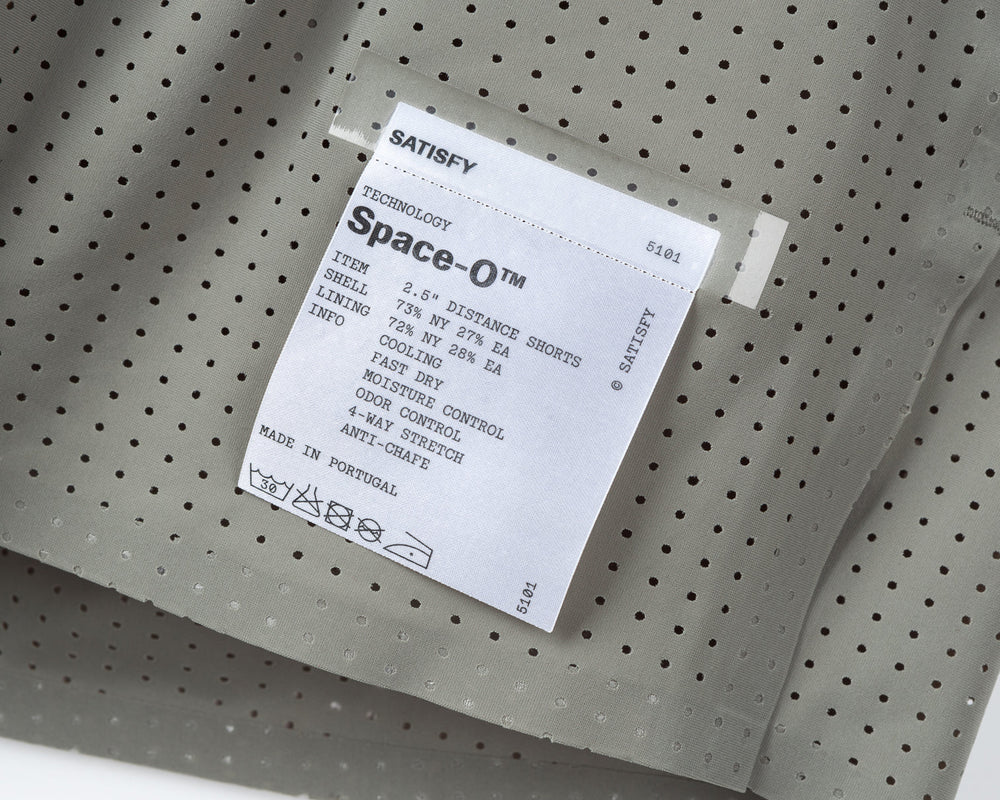 SATISFY
5101
TECHNOLOGY
Space-O™
ITEM 2.5" DISTANCE SHORTS
SHELL 73% NY 27% EA
LINING 72% NY 28% EA
INFO COOLING
FAST DRY
MOISTURE CONTROL
ODOR CONTROL
4-WAY STRETCH
ANTI-CHAFE
MADE IN PORTUGAL
30
© SATISFY
5101